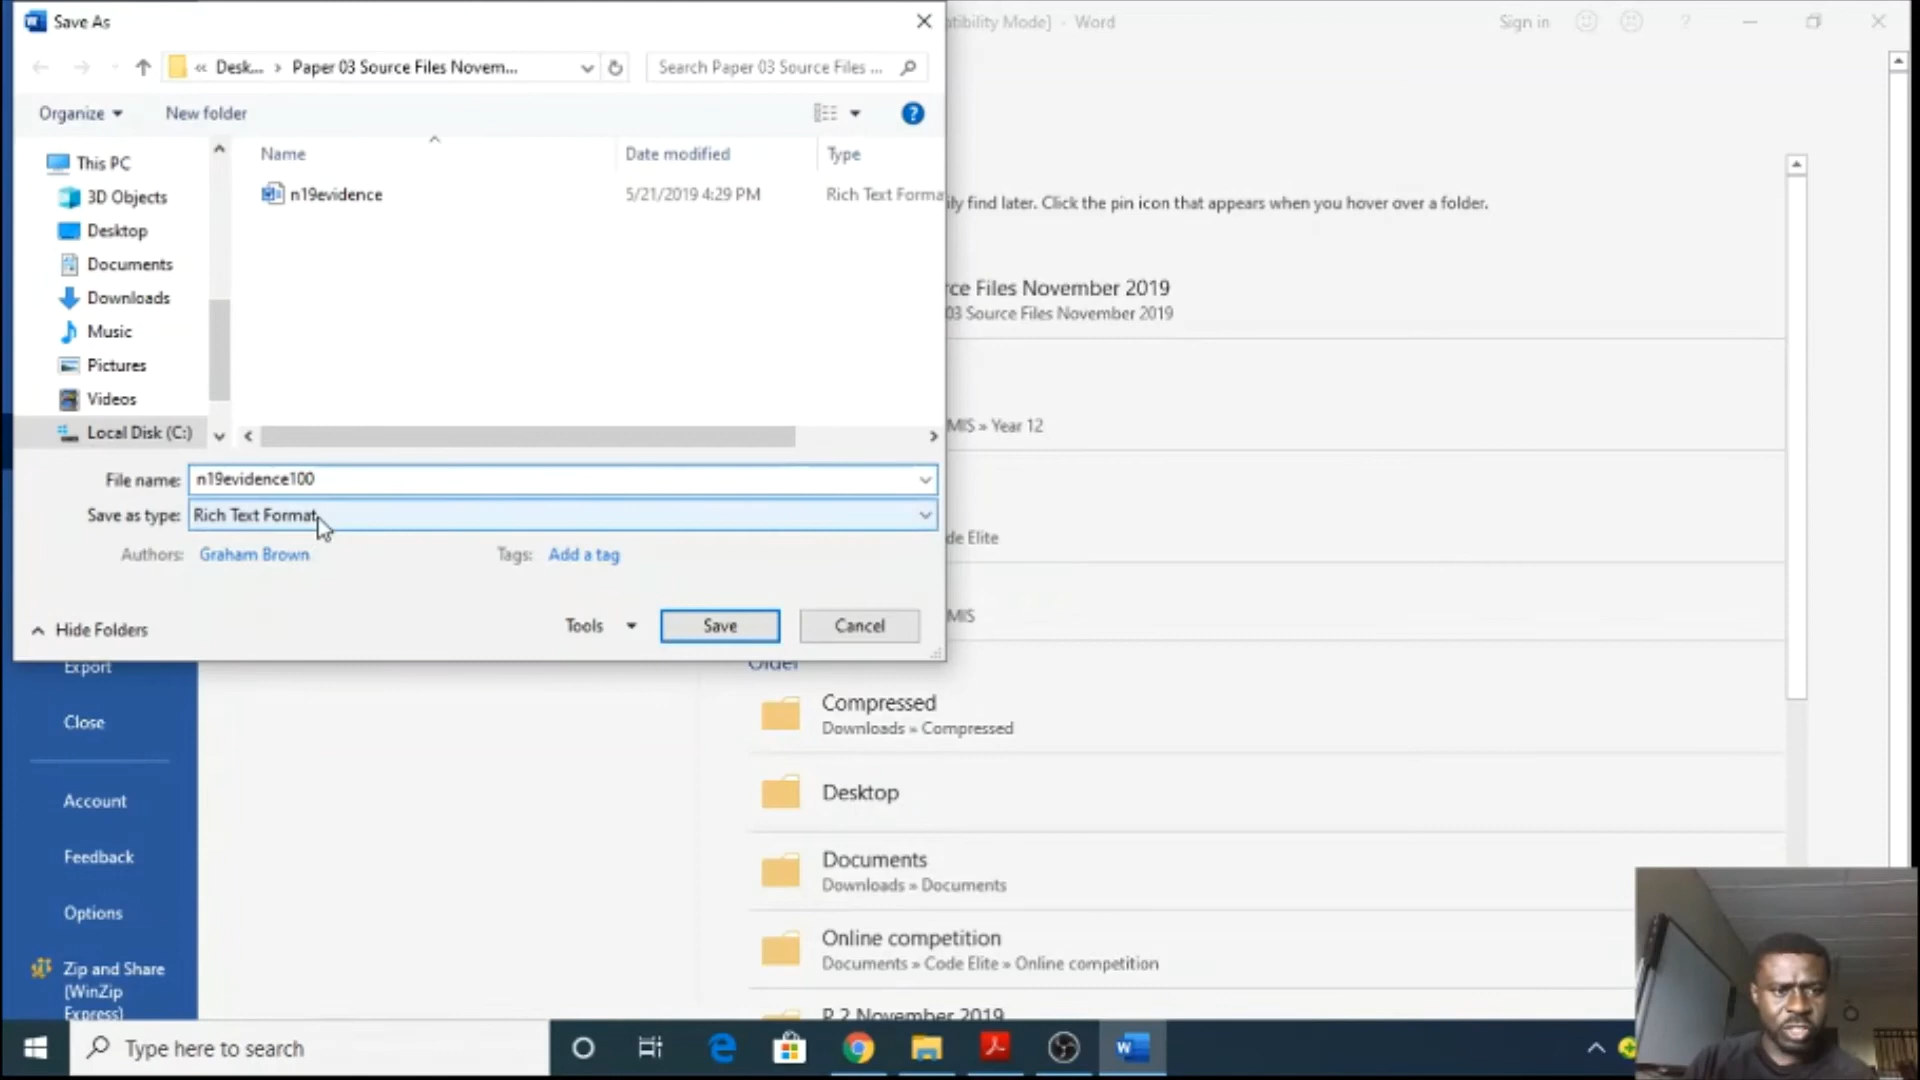 Save As
tibility Mode] - Word
Sign in
?
« Desk... › Paper 03 Source Files Novem...
Search Paper 03 Source Files ...
Organize
New folder
?
This PC
3D Objects
Desktop
Documents
Downloads
Music
Pictures
Videos
Local Disk (C:)
Name
Date modified
Type
n19evidence
5/21/2019 4:29 PM
Rich Text Forma
File name: n19evidence100
Save as type: Rich Text Format
Authors: Graham Brown
Tags: Add a tag
Hide Folders
Tools
Save
Cancel
ily find later. Click the pin icon that appears when you hover over a folder.
rce Files November 2019
03 Source Files November 2019
MIS » Year 12
de Elite
MIS
Older
Compressed
Downloads » Compressed
Desktop
Documents
Downloads » Documents
Online competition
Documents » Code Elite » Online competition
P 2 November 2019
Export
Close
Account
Feedback
Options
Zip and Share
(WinZip
Express)
Type here to search